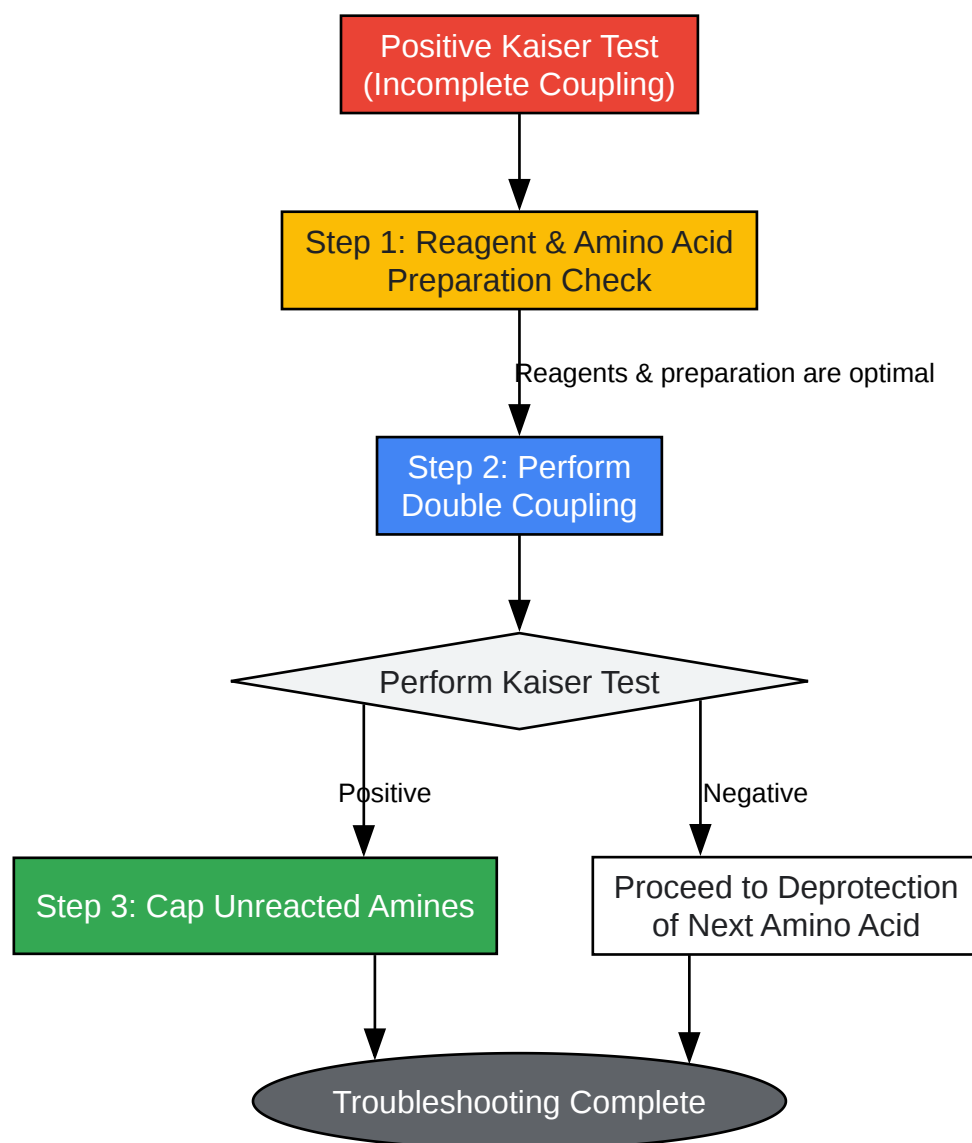 Positive Kaiser Test
(Incomplete Coupling)
Step 1: Reagent & Amino Acid
Preparation Check
Reagents & preparation are optimal
Step 2: Perform
Double Coupling
Perform Kaiser Test
Positive
Negative
Step 3: Cap Unreacted Amines
Proceed to Deprotection
of Next Amino Acid
Troubleshooting Complete